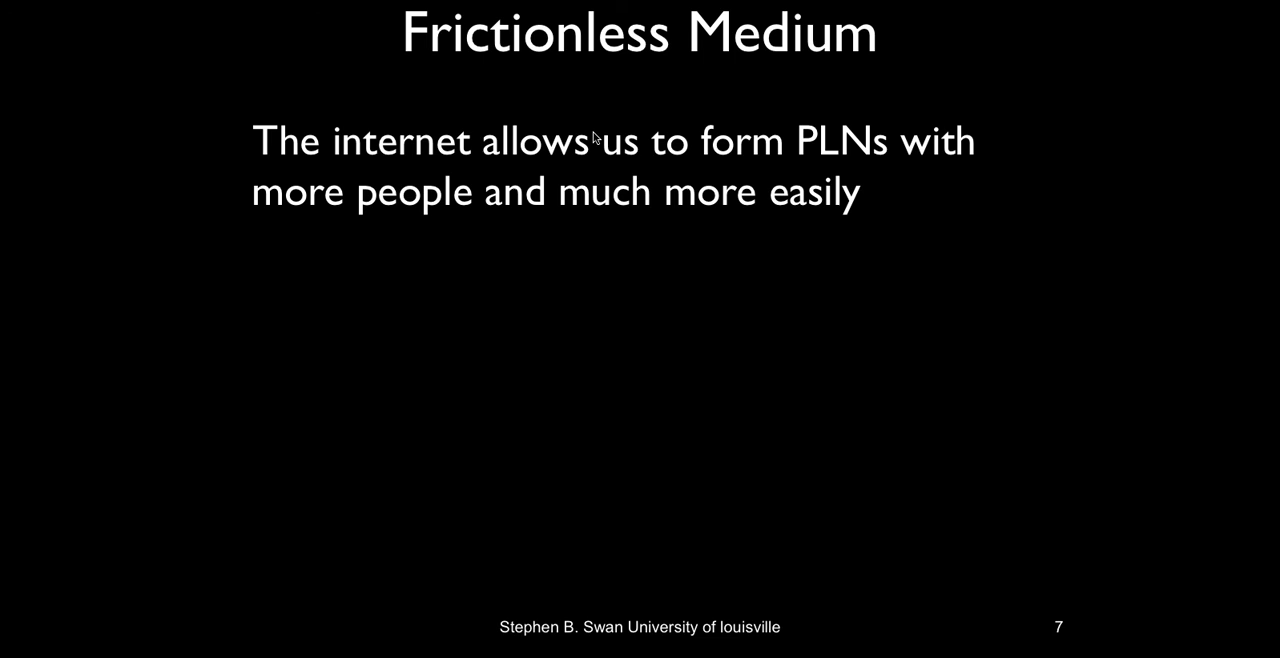 Frictionless Medium
The internet allows us to form PLNs with
more people and much more easily
Stephen B. Swan University of louisville
7